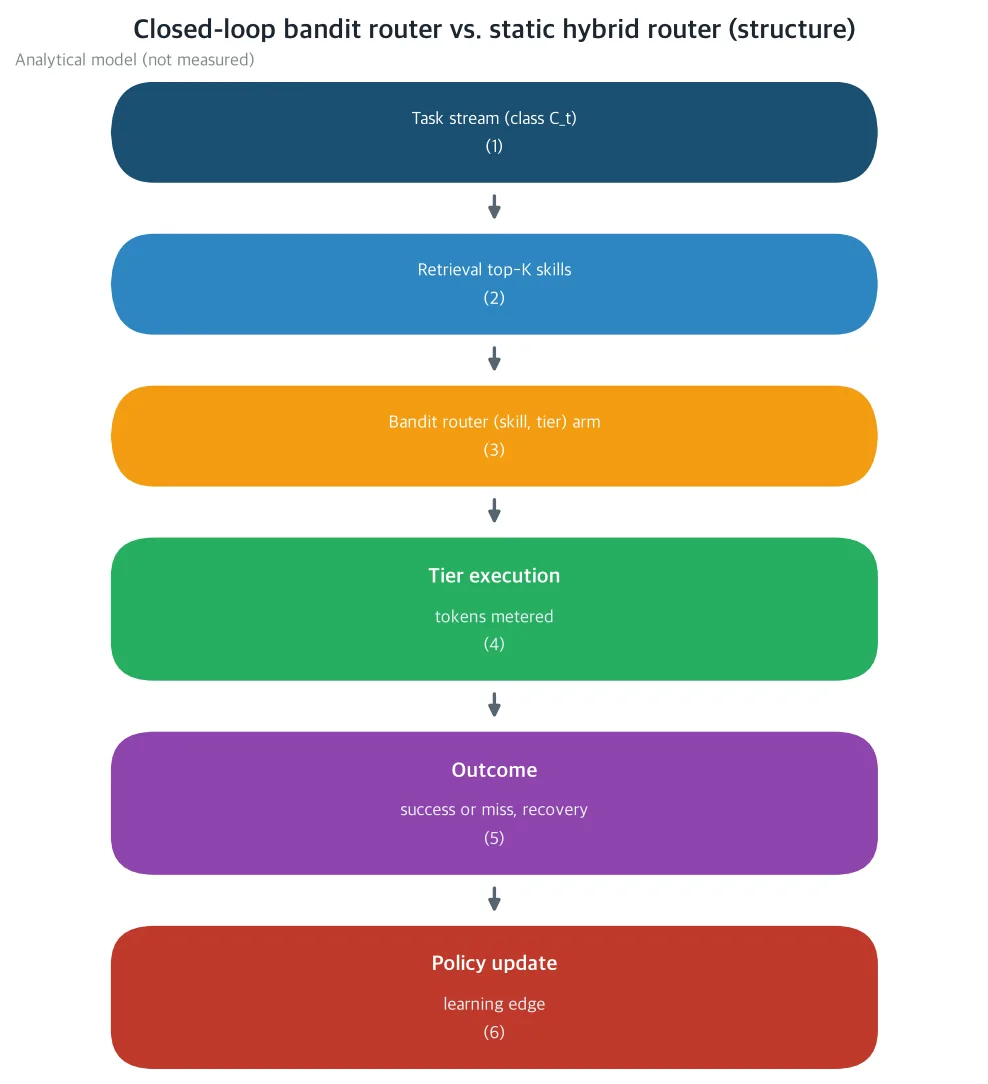 Closed-loop bandit router vs. static hybrid router (structure)
Analytical model (not measured)
Task stream (class C_t)
(1)
Retrieval top-K skills
(2)
Bandit router (skill, tier) arm
(3)
Tier execution
tokens metered
(4)
Outcome
success or miss, recovery
(5)
Policy update
learning edge
(6)